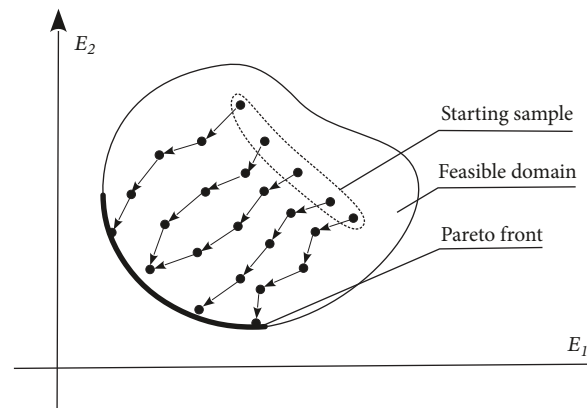 E2
Starting sample
Feasible domain
Pareto front
E1